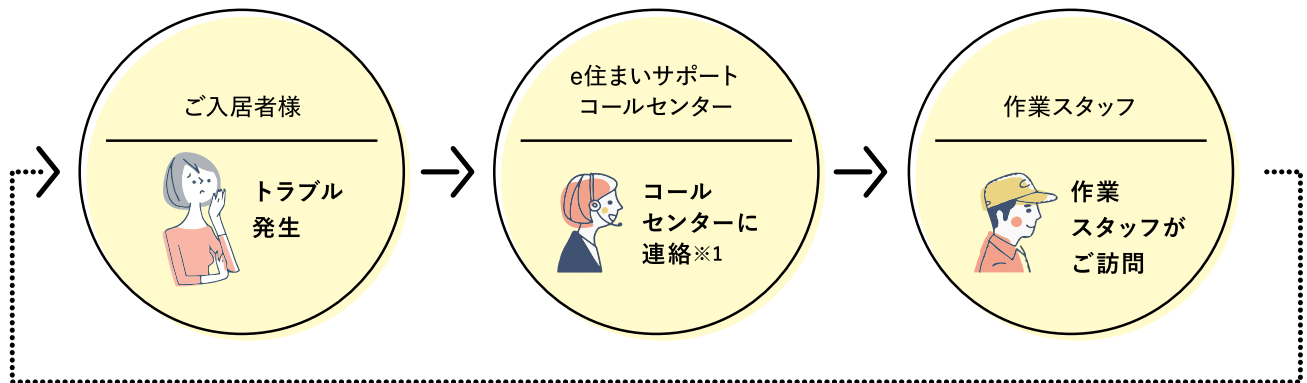 ご入居者様
トラブル
発生
e住まいサポート
コールセンター
コール
センターに
連絡※1
作業スタッフ
作業
スタッフが
ご訪問